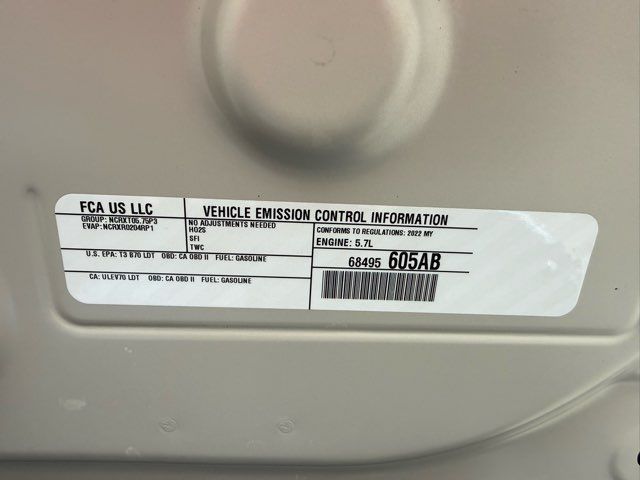 FCA US LLC
GROUP: NCRXT05.75P3
EVAP: NCRXR0204RP1
U.S. EPA: T3 B70 LDT OBD: CA OBD II FUEL: GASOLINE
CA: ULEV70 LDT OBD: CA OBD II FUEL: GASOLINE
VEHICLE EMISSION CONTROL INFORMATION
NO ADJUSTMENTS NEEDED
HO2S
SFI
TWC
CONFORMS TO REGULATIONS: 2022 MY
ENGINE: 5.7L
68495 605AB